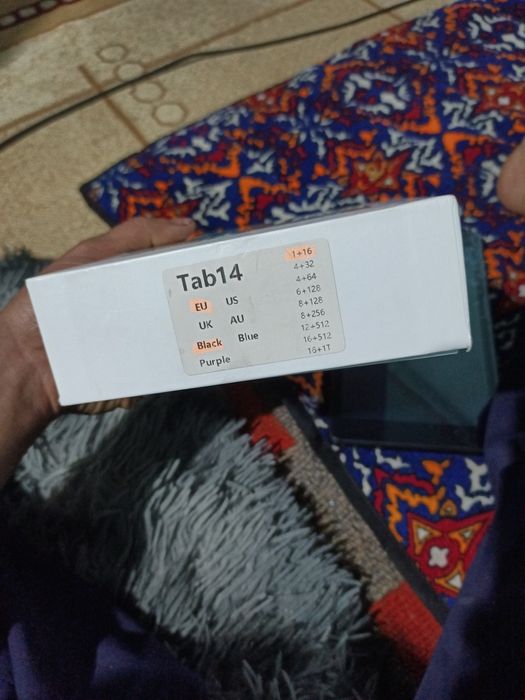 Tab14
EU US
UK AU
Black Blue
Purple
1+16
4+32
4+64
6+128
8+128
8+256
12+512
16+512
16+1T